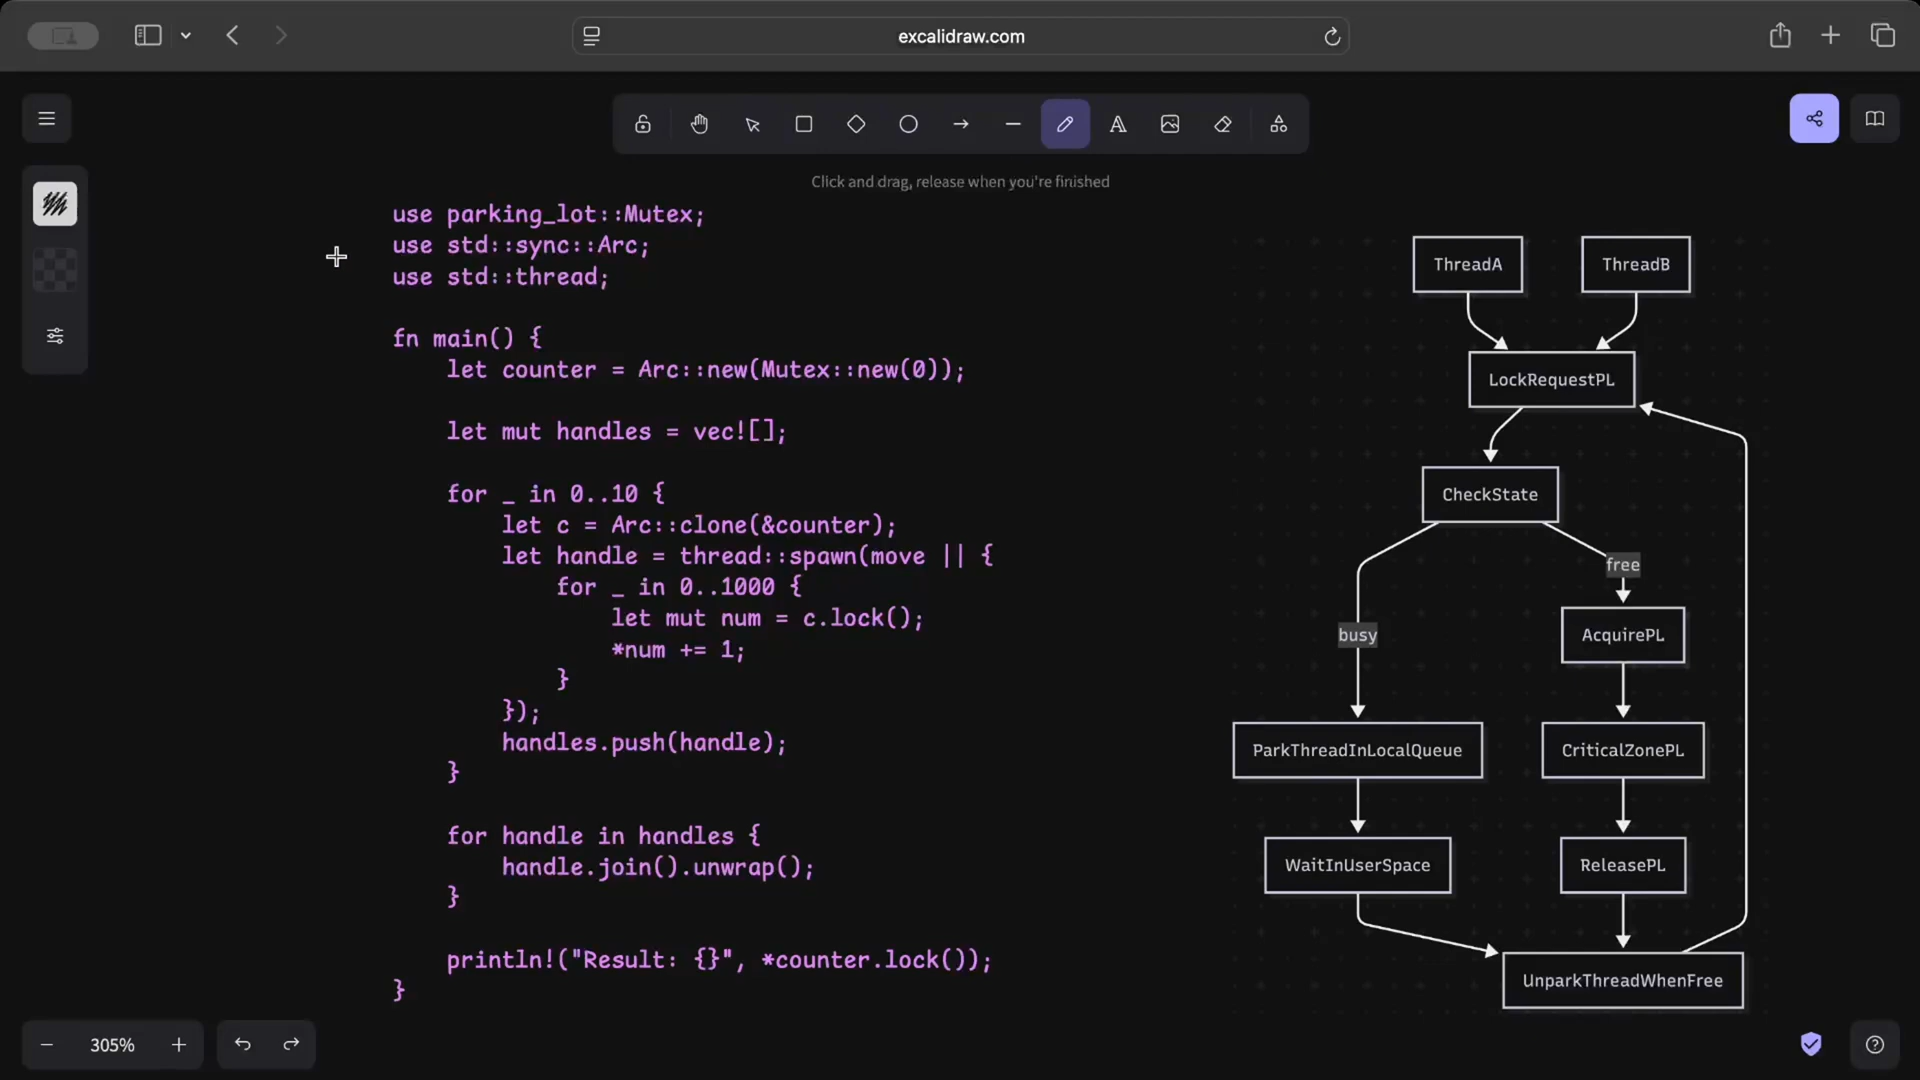 excalidraw.com
Click and drag, release when you're finished
use parking_lot::Mutex;
use std::sync::Arc;
use std::thread;
fn main() {
    let counter = Arc::new(Mutex::new(0));
    let mut handles = vec![];
    for _ in 0..10 {
        let c = Arc::clone(&counter);
        let handle = thread::spawn(move || {
            for _ in 0..1000 {
                let mut num = c.lock();
                *num += 1;
            }
        });
        handles.push(handle);
    }
    for handle in handles {
        handle.join().unwrap();
    }
    println!("Result: {}", *counter.lock());
}
ThreadA
ThreadB
LockRequestPL
CheckState
free
busy
AcquirePL
ParkThreadInLocalQueue
CriticalZonePL
WaitInUserSpace
ReleasePL
UnparkThreadWhenFree
305%